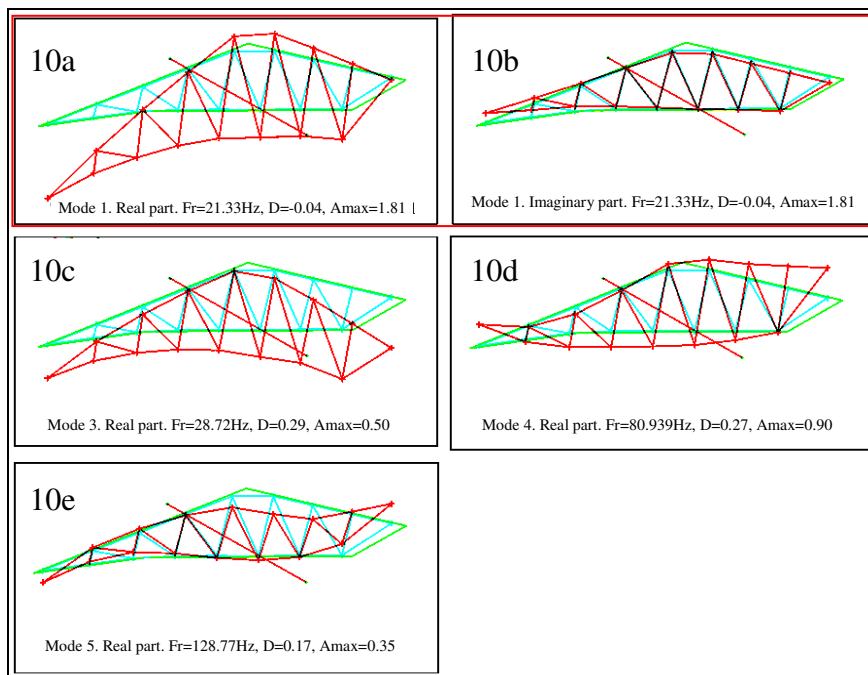 10a
Mode 1. Real part. Fr=21.33Hz, D=-0.04, Amax=1.81
10b
Mode 1. Imaginary part. Fr=21.33Hz, D=-0.04, Amax=1.81
10c
Mode 3. Real part. Fr=28.72Hz, D=0.29, Amax=0.50
10d
Mode 4. Real part. Fr=80.939Hz, D=0.27, Amax=0.90
10e
Mode 5. Real part. Fr=128.77Hz, D=0.17, Amax=0.35